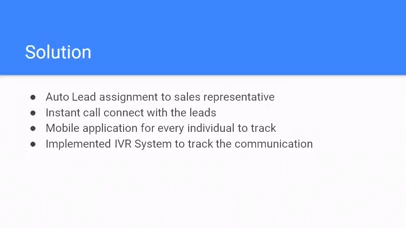 Solution
● Auto Lead assignment to sales representative
● Instant call connect with the leads
● Mobile application for every individual to track
● Implemented IVR System to track the communication